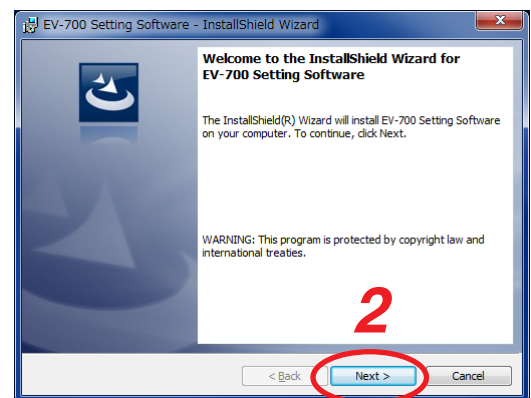 EV-700 Setting Software - InstallShield Wizard
Welcome to the InstallShield Wizard for
EV-700 Setting Software
The InstallShield(R) Wizard will install EV-700 Setting Software
on your computer. To continue, click Next.
WARNING: This program is protected by copyright law and
international treaties.
2
< Back
Next >
Cancel